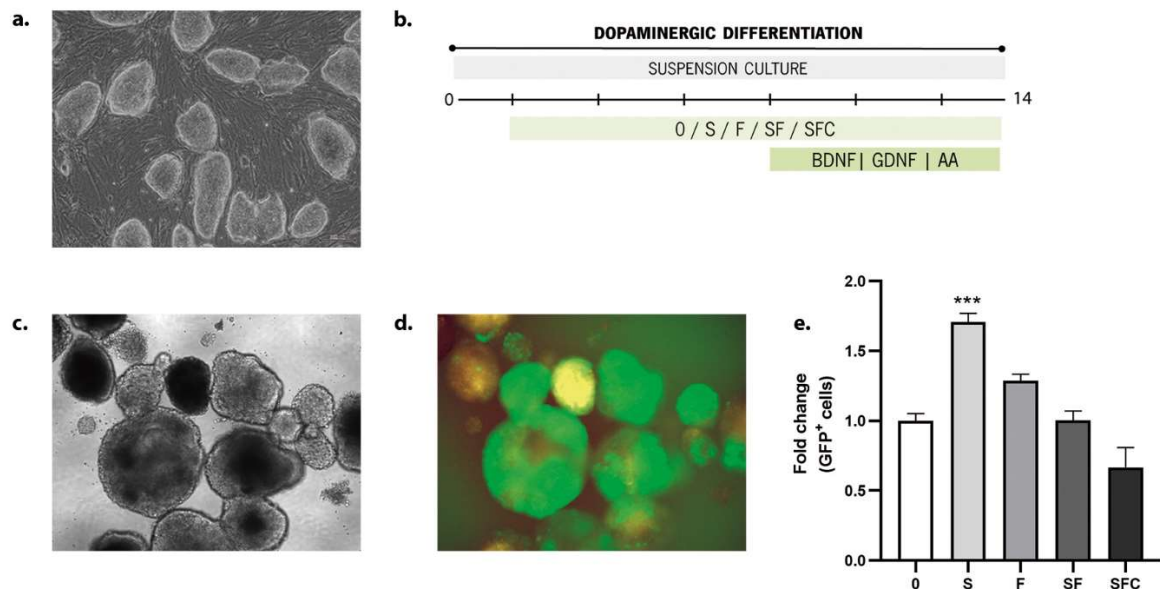 a.
b.
DOPAMINERGIC DIFFERENTIATION
SUSPENSION CULTURE
0
14
0 / S / F / SF / SFC
BDNF | GDNF | AA
c.
d.
e.
Fold change
(GFP+ cells)
2.0
1.5
1.0
0.5
0.0
***
0 S F SF SFC